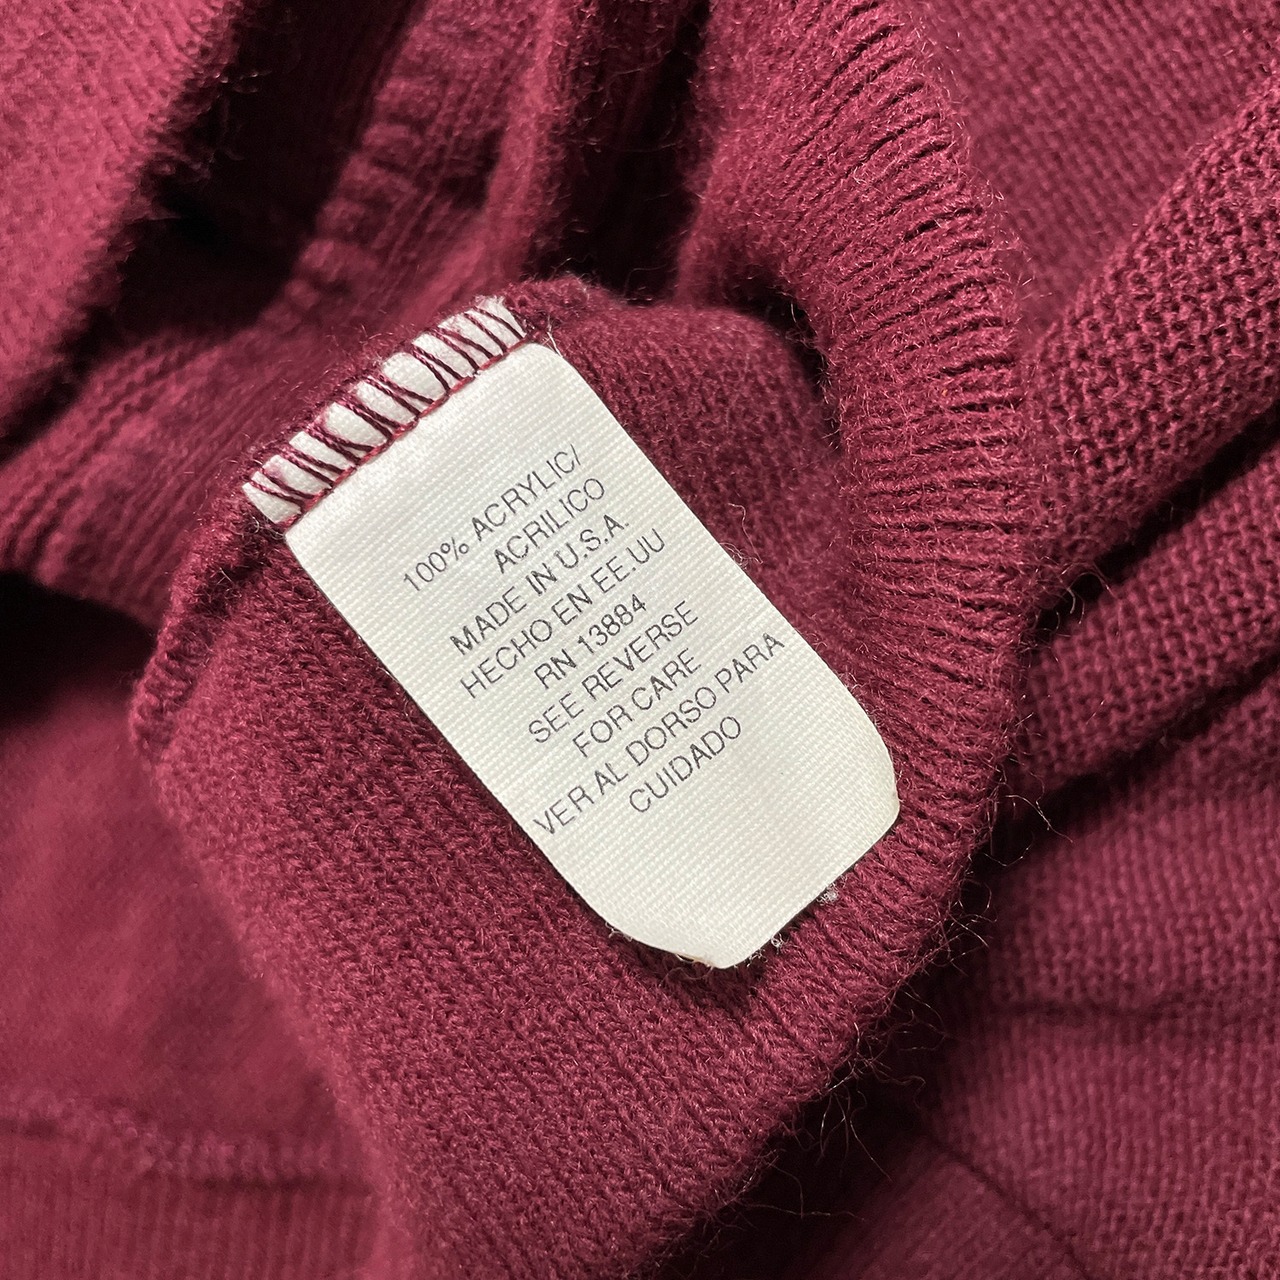 100% ACRYLIC/
ACRILICO
MADE IN U.S.A.
HECHO EN EE.UU
RN 13884
SEE REVERSE
FOR CARE
VER AL DORSO PARA
CUIDADO